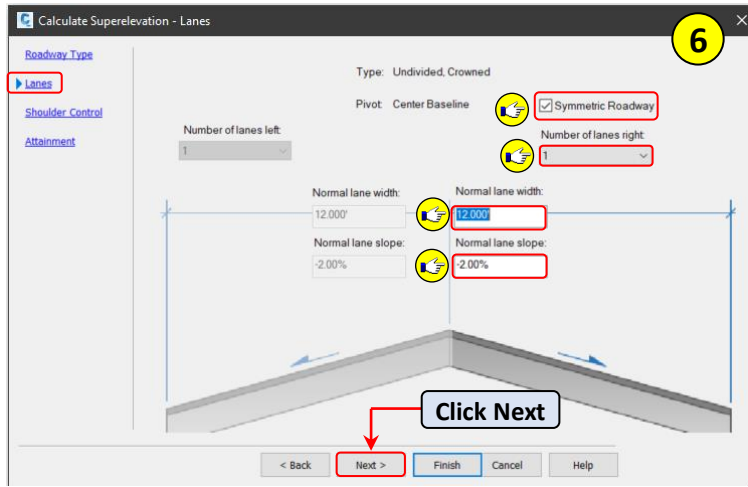 Calculate Superelevation - Lanes
6
Roadway Type
Lanes
Shoulder Control
Attainment
Type: Undivided, Crowned
Pivot: Center Baseline
Symmetric Roadway
Number of lanes left:
1
Number of lanes right:
1
Normal lane width:
12.000'
Normal lane width:
12.000'
Normal lane slope:
-2.00%
Normal lane slope:
-2.00%
Click Next
< Back
Next >
Finish
Cancel
Help